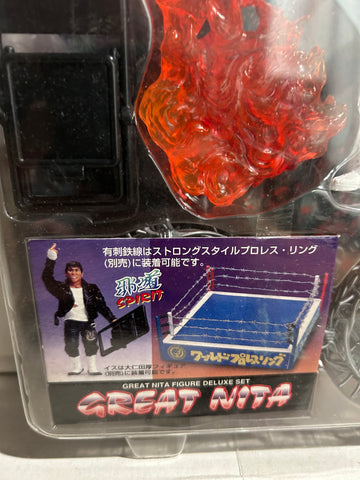 有刺鉄線はストロングスタイルプロレス・リング
(別売)に装着可能です。
邪道
SPIRIT
ワールドプロレスリング
イスは大仁田厚フィギュア
(別売)に装着可能です。
GREAT NITA FIGURE DELUXE SET
GREAT NITA